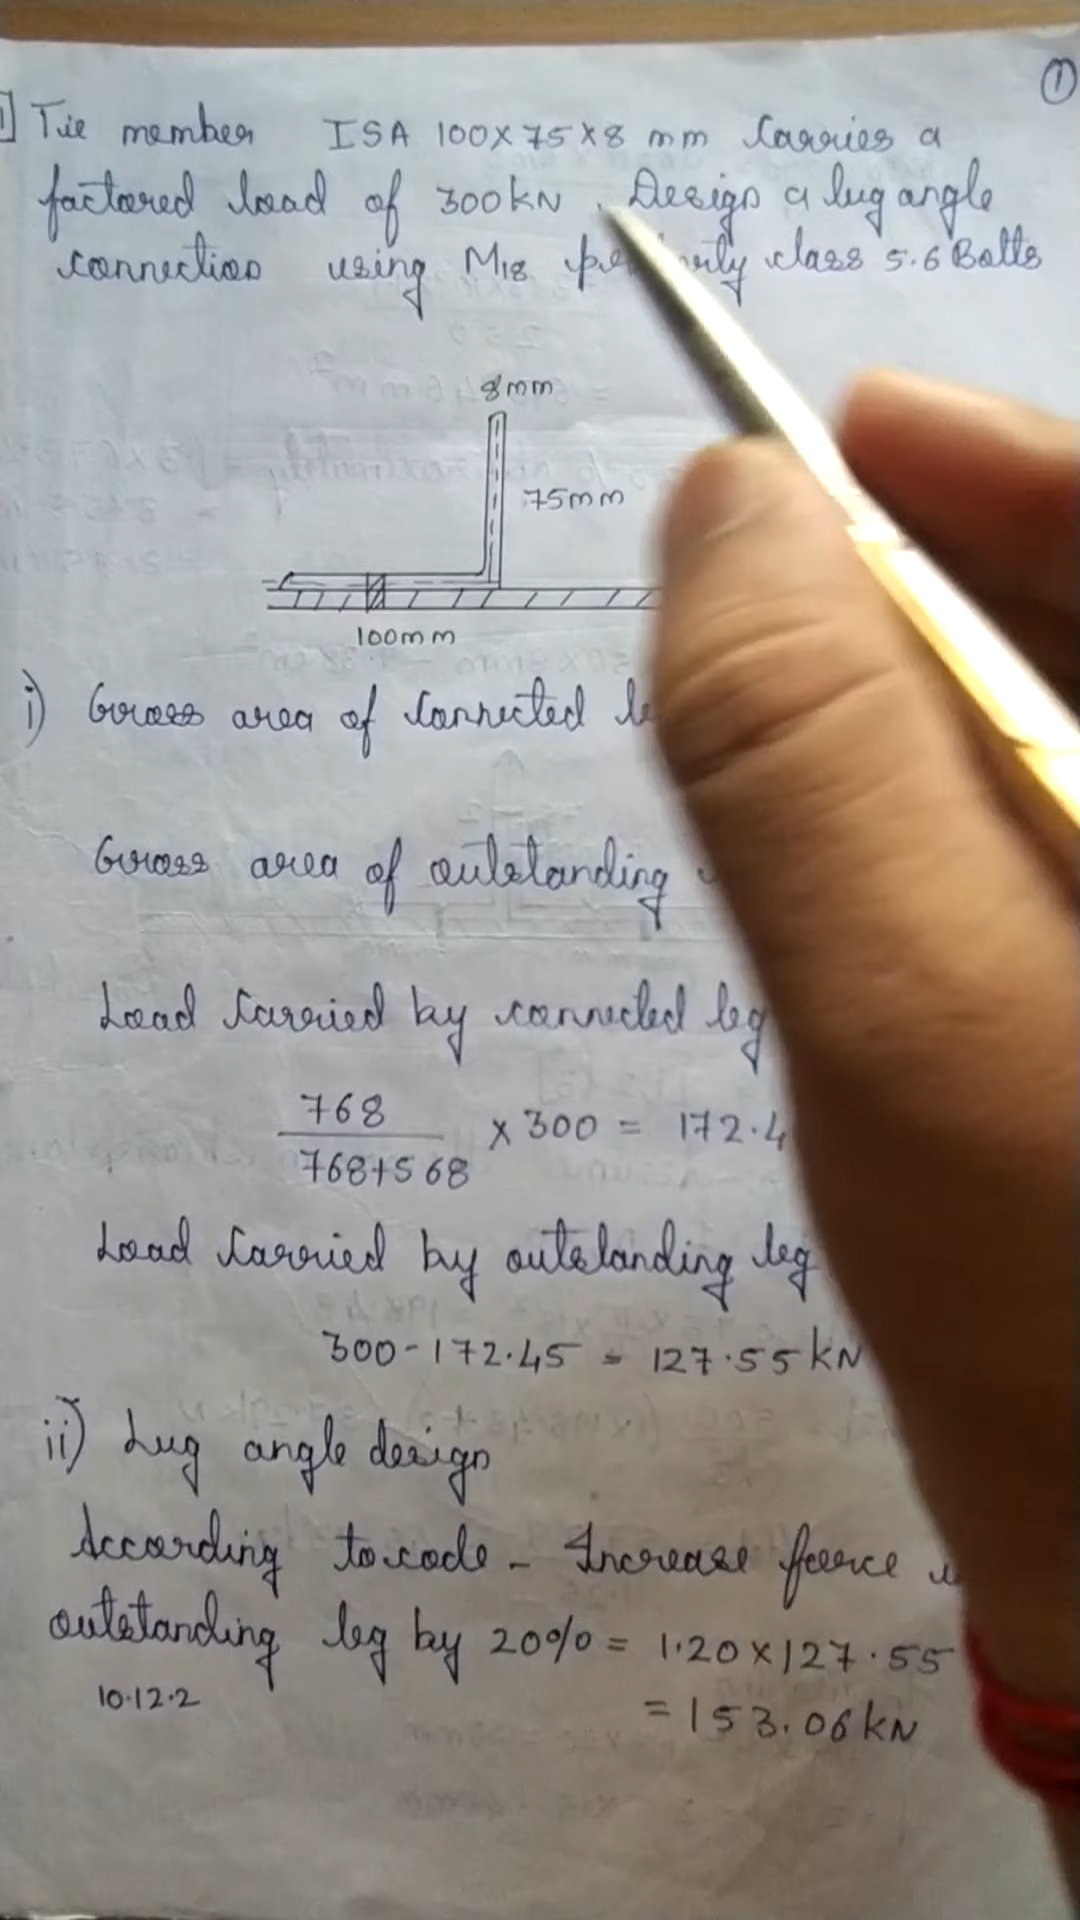 ①
1] Tie member ISA 100×75×8 mm carries a
factored load of 300kN. Design a lug angle
connection using M18 class 5.6 Bolts
8mm
75mm
100mm
i) Gross area of connected
Gross area of outstanding
Load carried by connected leg
768
768+568
× 300 = 172.4
Load carried by outstanding leg
300-172.45 = 127.55 kN
ii) Lug angle design
According to code - Increase force
outstanding leg by 20% = 1.20×127.55
10.12.2
= 153.06 kN